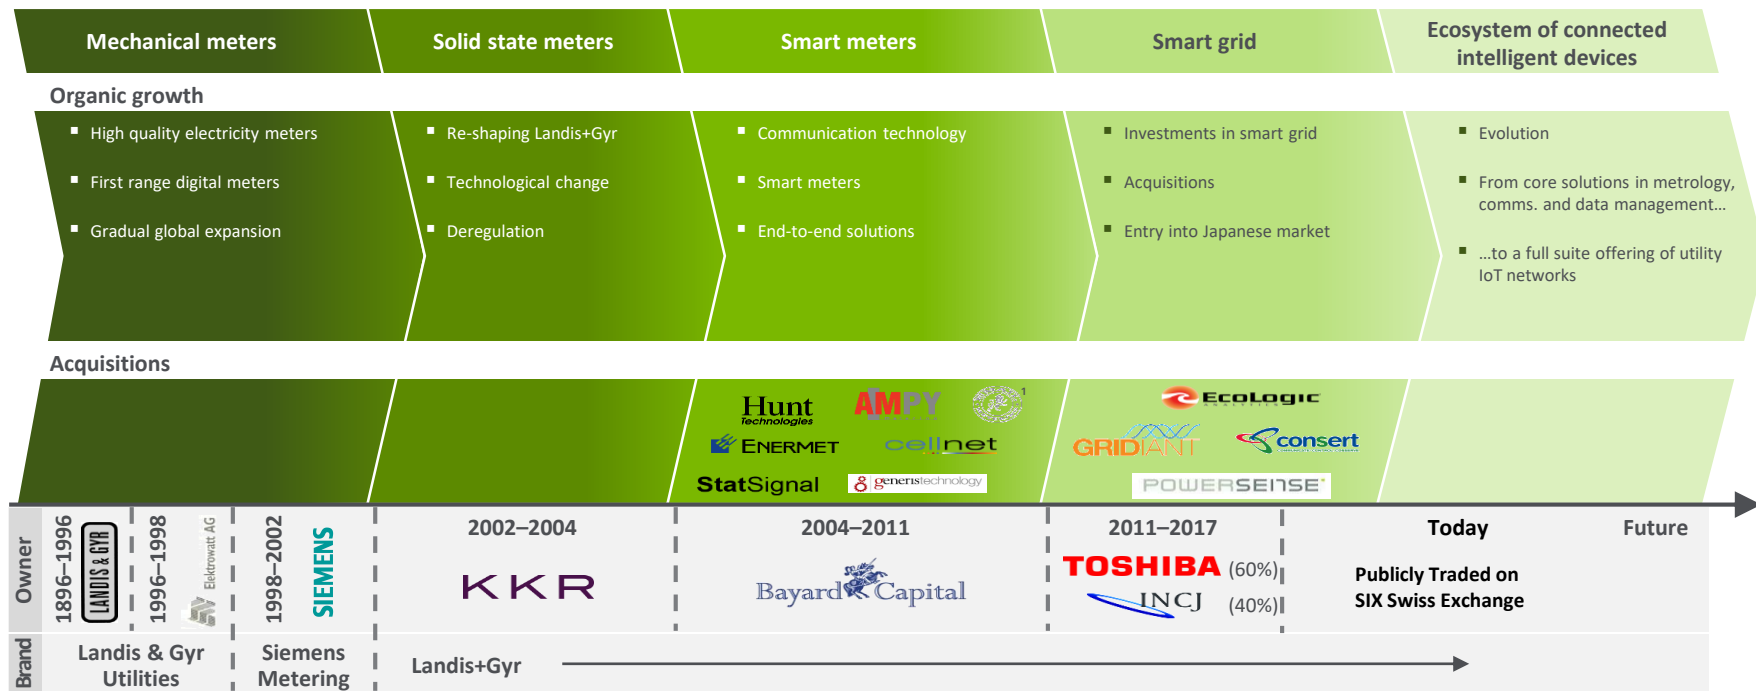 Mechanical meters
Solid state meters
Smart meters
Smart grid
Ecosystem of connected
intelligent devices
Organic growth
▪ High quality electricity meters
▪ First range digital meters
▪ Gradual global expansion
▪ Re-shaping Landis+Gyr
▪ Technological change
▪ Deregulation
▪ Communication technology
▪ Smart meters
▪ End-to-end solutions
▪ Investments in smart grid
▪ Acquisitions
▪ Entry into Japanese market
▪ Evolution
▪ From core solutions in metrology,
comms. and data management…
▪ …to a full suite offering of utility
IoT networks
Acquisitions
Hunt
Technologies
AMPY
1
ENERMET
cellnet
StatSignal
generistechnology
ECOLOGIC
ANALYTICS
GRIDIANT
consert
POWERSENSE
Owner
1896–1996
LANDIS & GYR
1996–1998
Elektrowatt AG
1998–2002
SIEMENS
2002–2004
KKR
2004–2011
Bayard Capital
2011–2017
TOSHIBA (60%)
INCJ (40%)
Today
Publicly Traded on
SIX Swiss Exchange
Future
Brand
Landis & Gyr
Utilities
Siemens
Metering
Landis+Gyr